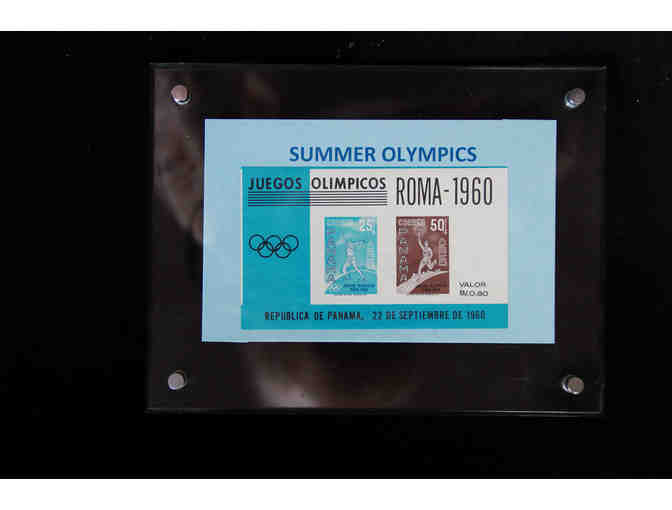 SUMMER OLYMPICS
JUEGOS OLIMPICOS ROMA-1960
25 50
PANAMA PANAMA
VALOR
B/.0.80
REPUBLICA DE PANAMA, 22 DE SEPTIEMBRE DE 1960